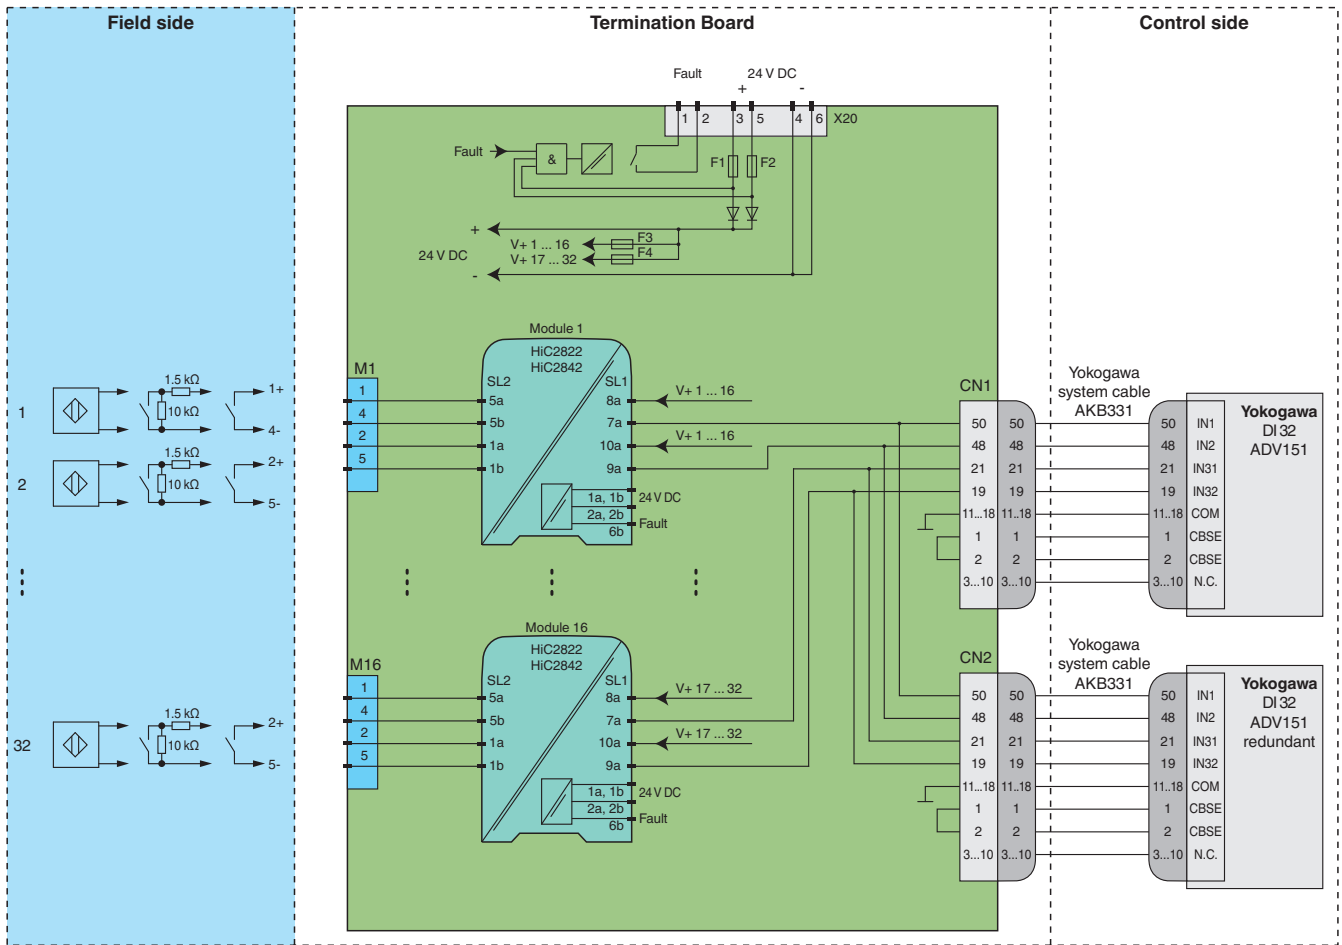 Field side
Termination Board
Control side
Fault
24 V DC
+
-
1 2 3 5 4 6
X20
Fault
&
F1
F2
+
F3
V+ 1 ... 16
24 V DC
F4
V+ 17 ... 32
-
1
1.5 kΩ
10 kΩ
1+
4-
2
1.5 kΩ
10 kΩ
2+
5-
32
1.5 kΩ
10 kΩ
2+
5-
M1
1
4
2
5
Module 1
HiC2822
HiC2842
SL2
SL1
5a
5b
1a
1b
8a
7a
10a
9a
V+ 1 ... 16
V+ 1 ... 16
1a, 1b
24 V DC
2a, 2b
Fault
6b
M16
1
4
2
5
Module 16
HiC2822
HiC2842
SL2
SL1
5a
5b
1a
1b
8a
7a
10a
9a
V+ 17 ... 32
V+ 17 ... 32
1a, 1b
24 V DC
2a, 2b
Fault
6b
CN1
Yokogawa
system cable
AKB331
50 50 50 IN1
48 48 48 IN2
21 21 21 IN31
19 19 19 IN32
11..18 11..18 11..18 COM
1 1 1 CBSE
2 2 2 CBSE
3...10 3...10 3...10 N.C.
Yokogawa
DI 32
ADV151
CN2
Yokogawa
system cable
AKB331
50 50 50 IN1
48 48 48 IN2
21 21 21 IN31
19 19 19 IN32
11..18 11..18 11..18 COM
1 1 1 CBSE
2 2 2 CBSE
3...10 3...10 3...10 N.C.
Yokogawa
DI 32
ADV151
redundant